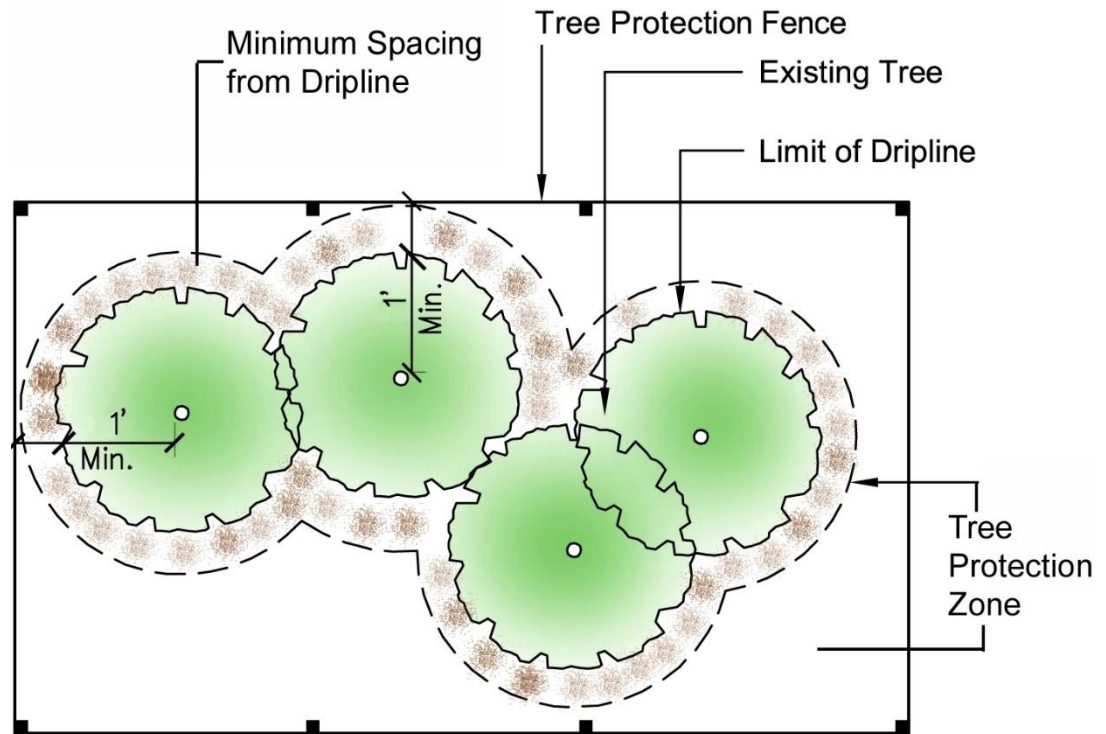 Tree Protection Fence
Minimum Spacing
from Dripline
Existing Tree
Limit of Dripline
1'
Min.
1'
Min.
Tree
Protection
Zone